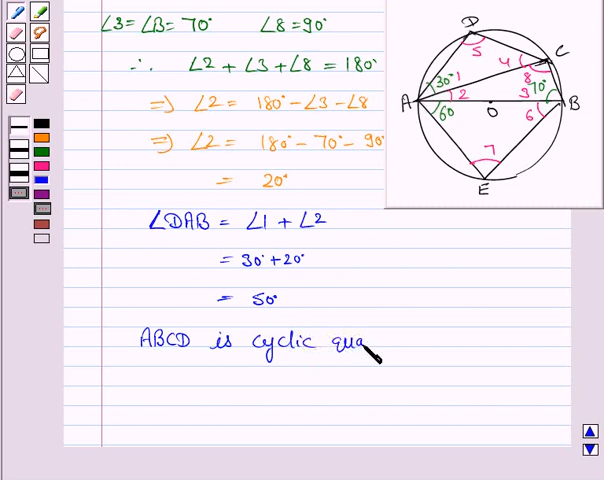 ∠3 = ∠B = 70° ∠8 = 90°
∴ ∠2 + ∠3 + ∠8 = 180°
⇒ ∠2 = 180° - ∠3 - ∠8
⇒ ∠2 = 180° - 70° - 90°
= 20°
∠DAB = ∠1 + ∠2
= 30° + 20°
= 50°
ABCD is cyclic qua
D
5
C
4
8
30° 1
A
2
3
70°
B
60
O
6
7
E